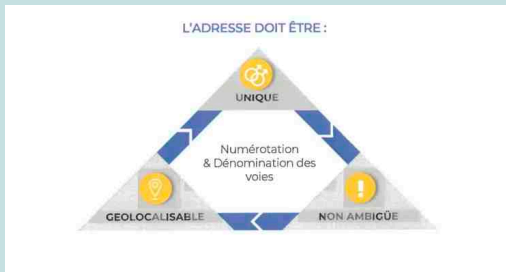 L'ADRESSE DOIT ÊTRE :
UNIQUE
Numérotation
& Dénomination des
voies
GEOLOCALISABLE
NON AMBIGÜE